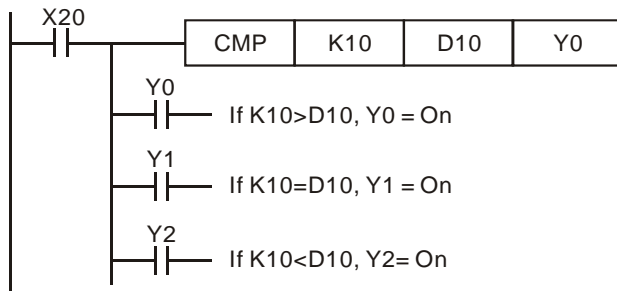 X20
CMP K10 D10 Y0
Y0
If K10>D10, Y0 = On
Y1
If K10=D10, Y1 = On
Y2
If K10<D10, Y2= On